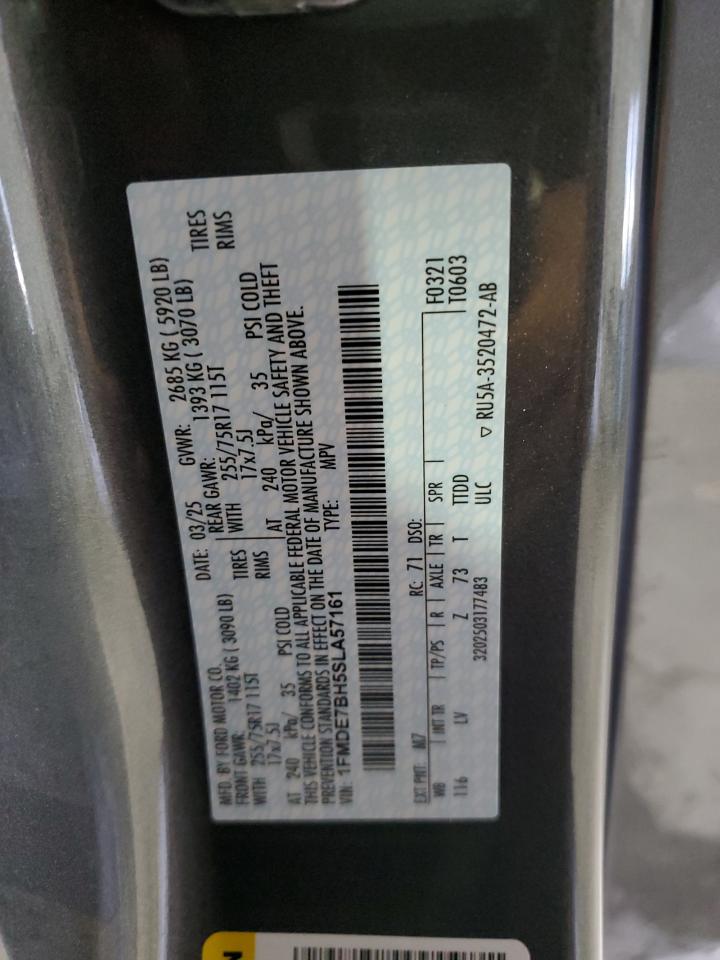 MFD. BY FORD MOTOR CO.
DATE: 03/25 GVWR: 2685 KG ( 5920 LB)
FRONT GAWR: 1402 KG ( 3090 LB) REAR GAWR: 1393 KG ( 3070 LB)
WITH 255/75R17 115T TIRES WITH 255/75R17 115T TIRES
17x7.5J RIMS 17x7.5J RIMS
AT 240 kPa/ 35 PSI COLD AT 240 kPa/ 35 PSI COLD
THIS VEHICLE CONFORMS TO ALL APPLICABLE FEDERAL MOTOR VEHICLE SAFETY AND THEFT
PREVENTION STANDARDS IN EFFECT ON THE DATE OF MANUFACTURE SHOWN ABOVE.
VIN: 1FMDE7BH5SLA57161 TYPE: MPV
EXT PNT: M7 RC: 71 DSO: F0321
WB INT TR TP/PS R AXLE TR SPR T0603
116 LV Z 73 T TTDD
ULC
3202503177483 RU5A-3520472-AB
N